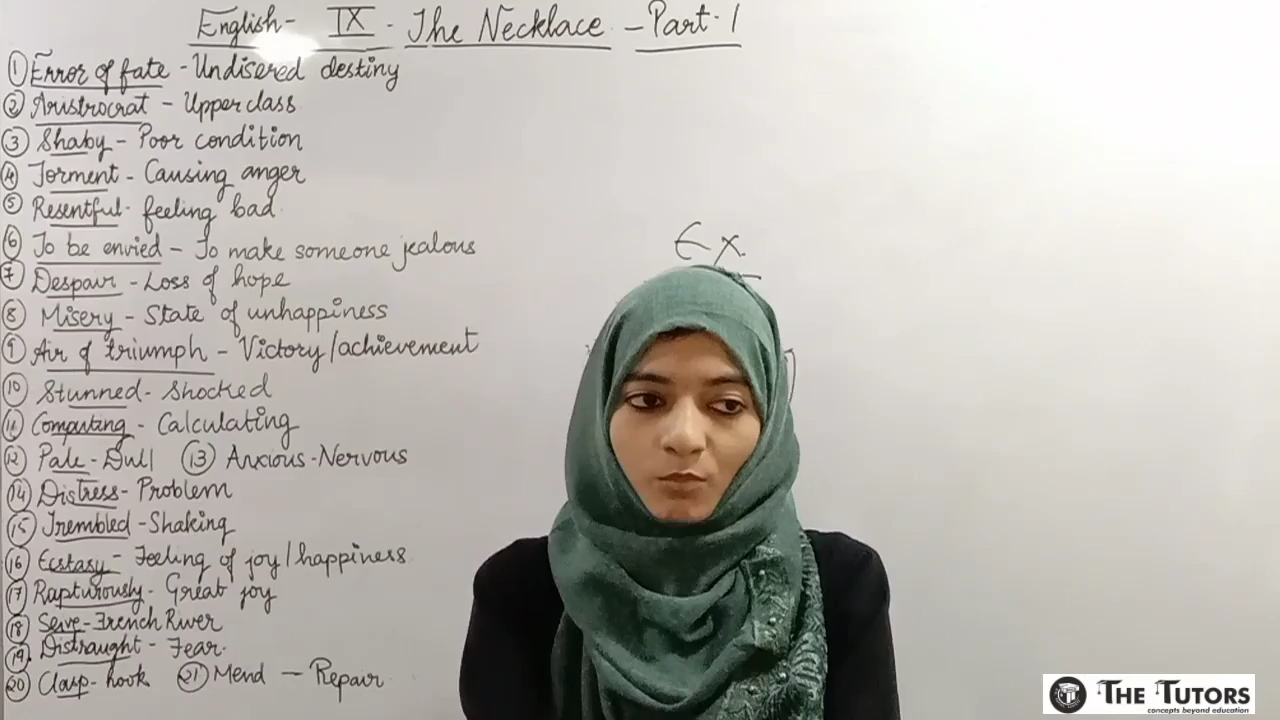 English - IX - The Necklace - Part - 1
① Error of fate - Undisered destiny
② Aristrocrat - Upper class
③ Shaby - Poor condition
④ Torment - Causing anger
⑤ Resentful - feeling bad
⑥ To be envied - To make someone jealous
⑦ Despair - Loss of hope
⑧ Misery - State of unhappiness
⑨ Air of triumph - Victory/achievement
⑩ Stunned - Shocked
⑪ Computing - Calculating
⑫ Pale - Dull ⑬ Anxious - Nervous
⑭ Distress - Problem
⑮ Trembled - Shaking
⑯ Ecstasy - Feeling of joy/happiness
⑰ Rapturously - Great joy
⑱ Seive - French River
⑲ Distraught - Fear.
⑳ Clasp - hook ㉑ Mend - Repair
Ex
THE TUTORS
concepts beyond education